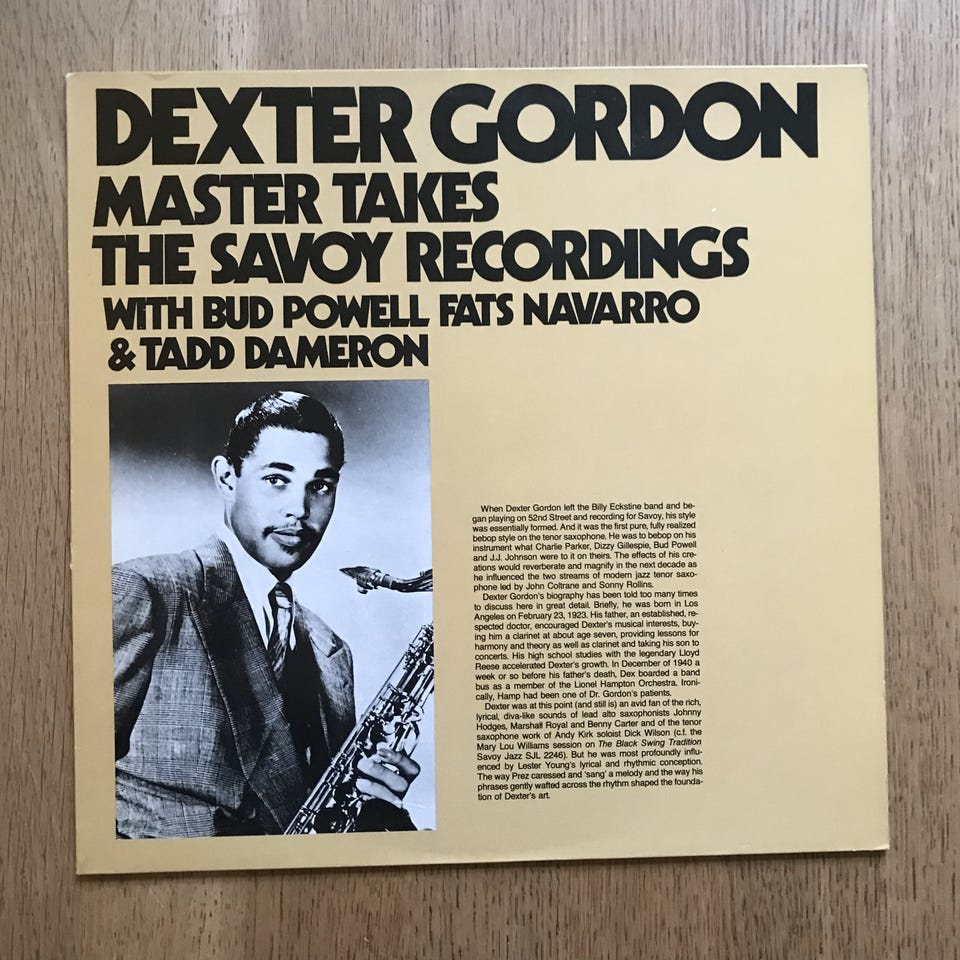 DEXTER GORDON
MASTER TAKES
THE SAVOY RECORDINGS
WITH BUD POWELL FATS NAVARRO
& TADD DAMERON
When Dexter Gordon left the Billy Eckstine band and be-
gan playing on 52nd Street and recording for Savoy, his style
was essentially formed. And it was the first pure, fully realized
bebop style on the tenor saxophone. He was to bebop on his
instrument what Charlie Parker, Dizzy Gillespie, Bud Powell
and J.J. Johnson were to it on theirs. The effects of his cre-
ations would reverberate and magnify in the next decade as
he influenced the two streams of modern jazz tenor saxo-
phone led by John Coltrane and Sonny Rollins.
Dexter Gordon's biography has been told too many times
to discuss here in great detail. Briefly, he was born in Los
Angeles on February 23, 1923. His father, an established, re-
spected doctor, encouraged Dexter's musical interests, buy-
ing him a clarinet at about age seven, providing lessons for
harmony and theory as well as clarinet and taking his son to
concerts. His high school studies with the legendary Lloyd
Reese accelerated Dexter's growth. In December of 1940 a
week or so before his father's death, Dex boarded a band
bus as a member of the Lionel Hampton Orchestra. Ironi-
cally, Hamp had been one of Dr. Gordon's patients.
Dexter was at this point (and still is) an avid fan of the rich,
lyrical, diva-like sounds of lead alto saxophonists Johnny
Hodges, Marshall Royal and Benny Carter and of the tenor
saxophone work of Andy Kirk soloist Dick Wilson (c.f. the
Mary Lou Williams session on The Black Swing Tradition
Savoy Jazz SJL 2246). But he was most profoundly influ-
enced by Lester Young's lyrical and rhythmic conception.
The way Prez caressed and 'sang' a melody and the way his
phrases gently wafted across the rhythm shaped the founda-
tion of Dexter's art.